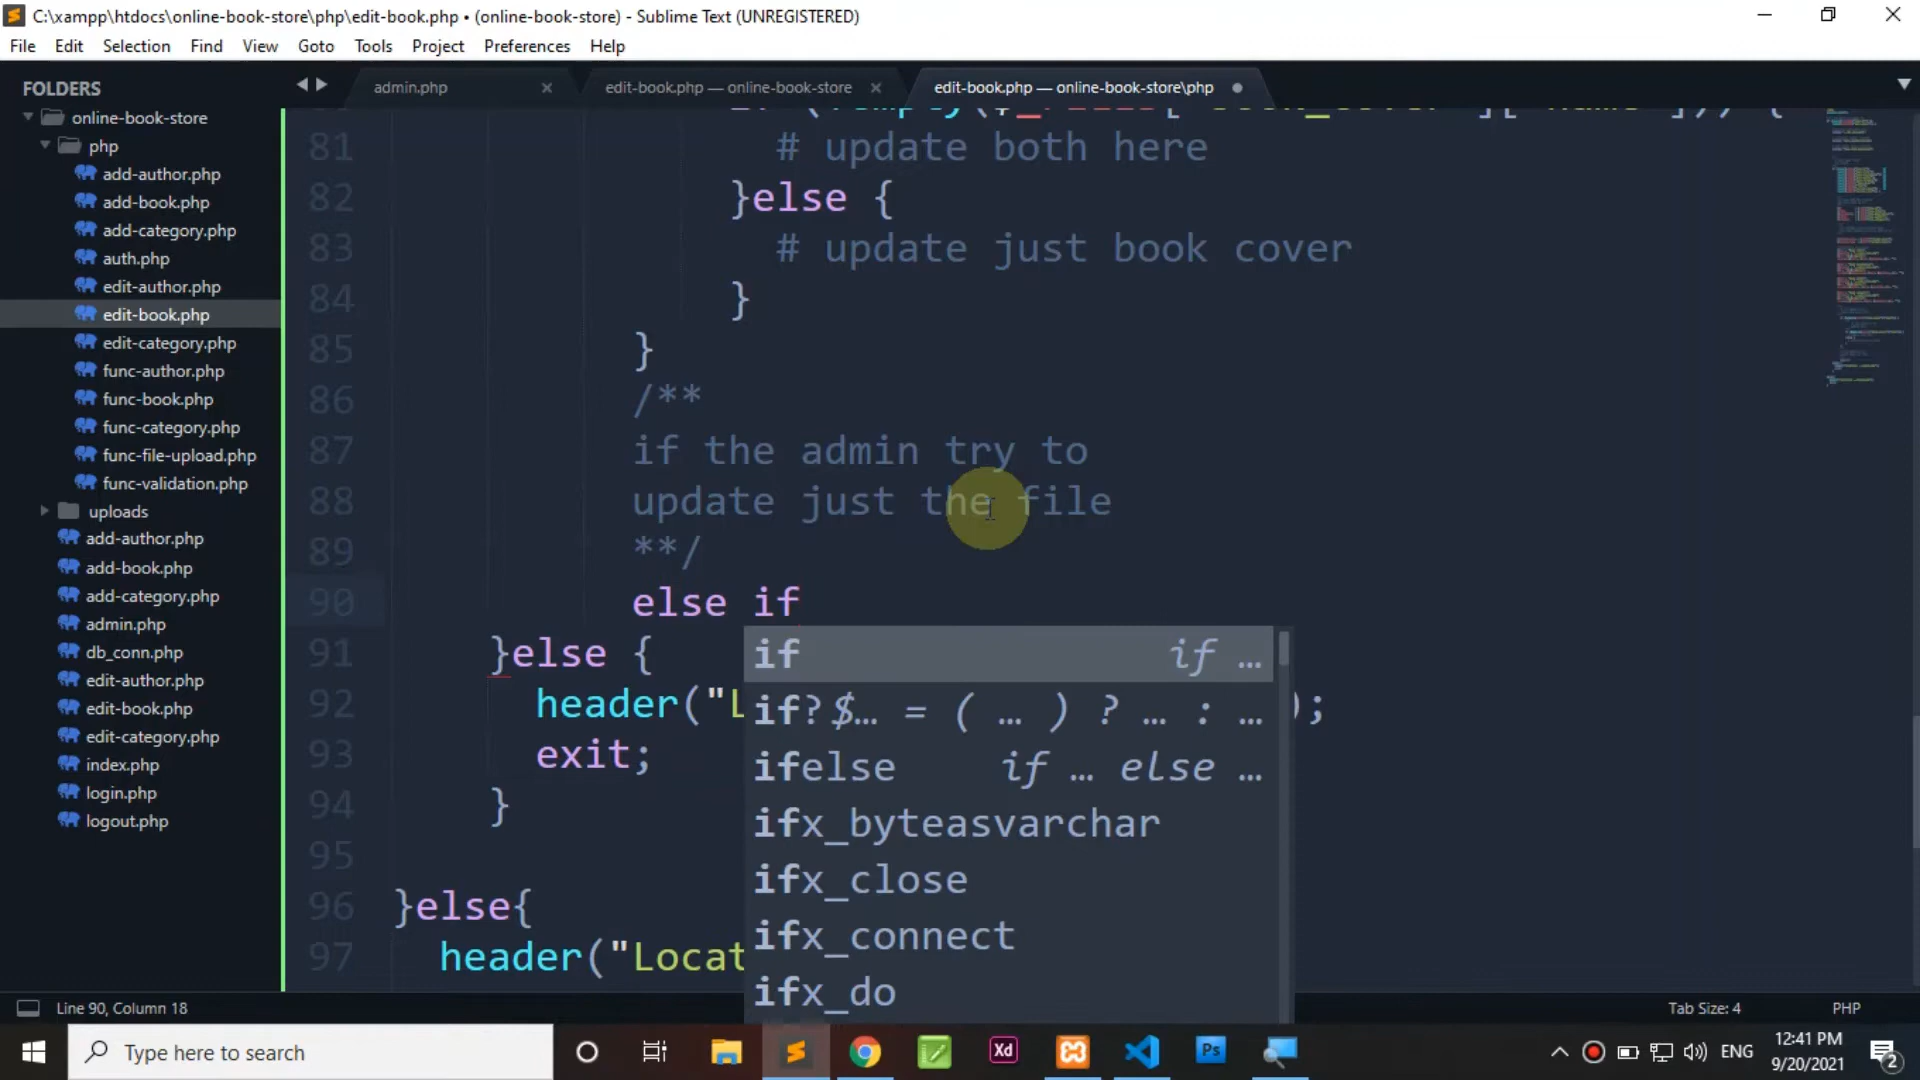 C:\xampp\htdocs\online-book-store\php\edit-book.php • (online-book-store) - Sublime Text (UNREGISTERED)
File Edit Selection Find View Goto Tools Project Preferences Help
FOLDERS
online-book-store
php
add-author.php
add-book.php
add-category.php
auth.php
edit-author.php
edit-book.php
edit-category.php
func-author.php
func-book.php
func-category.php
func-file-upload.php
func-validation.php
uploads
add-author.php
add-book.php
add-category.php
admin.php
db_conn.php
edit-author.php
edit-book.php
edit-category.php
index.php
login.php
logout.php
admin.php
edit-book.php — online-book-store
edit-book.php — online-book-store\php
81 # update both here
82 }else {
83 # update just book cover
84 }
85 }
86 /**
87 if the admin try to
88 update just the file
89 **/
90 else if
91 }else {
92 header("L );
93 exit;
94 }
95
96 }else{
97 header("Locat
if if …
if? $… = ( … ) ? … : …
ifelse if … else …
ifx_byteasvarchar
ifx_close
ifx_connect
ifx_do
Line 90, Column 18
Tab Size: 4
PHP
Type here to search
Xd
Ps
ENG
12:41 PM
9/20/2021
2